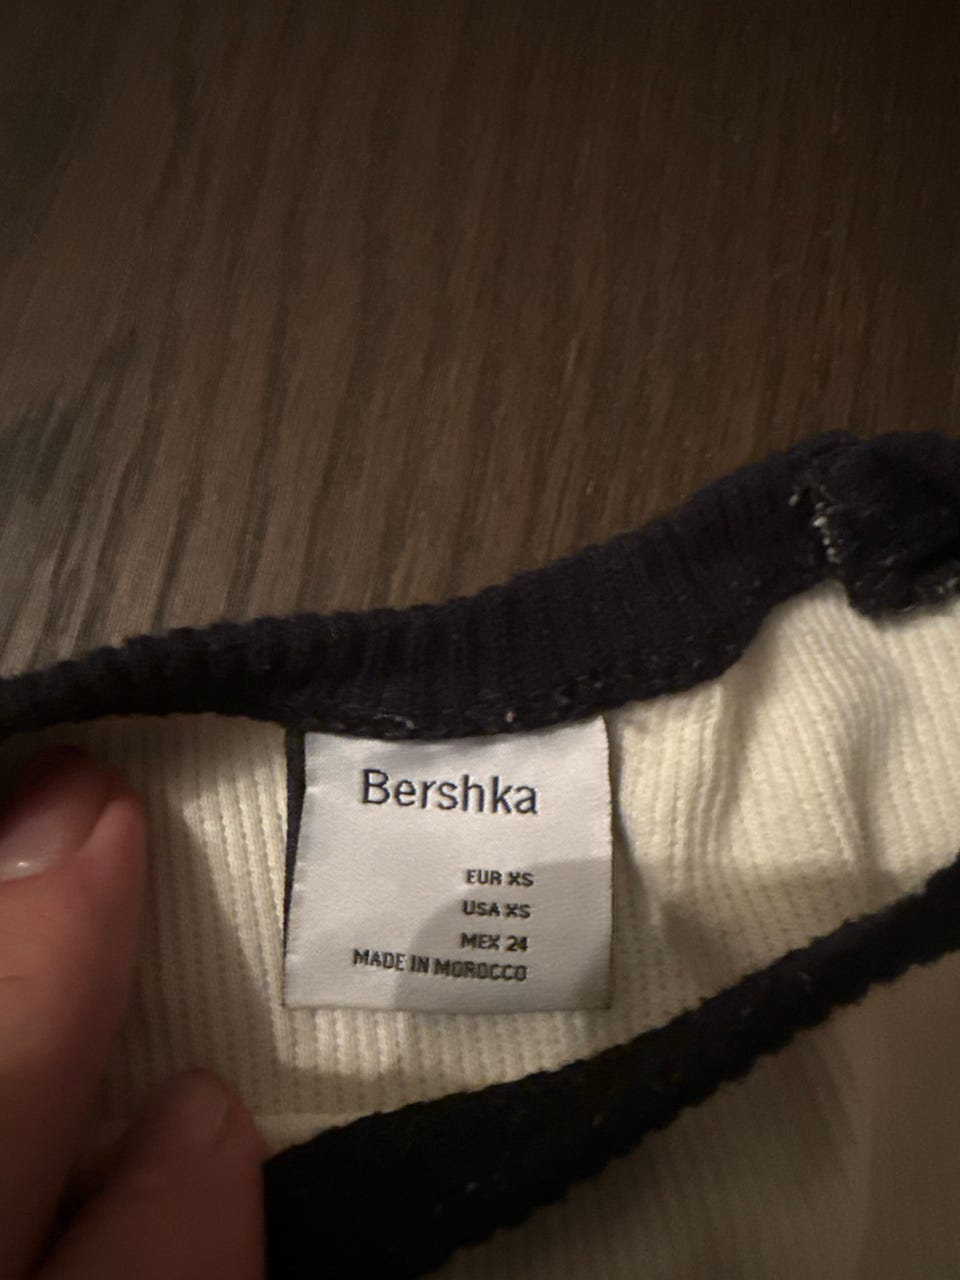 Bershka
EUR XS
USA XS
MEX 24
MADE IN MOROCCO